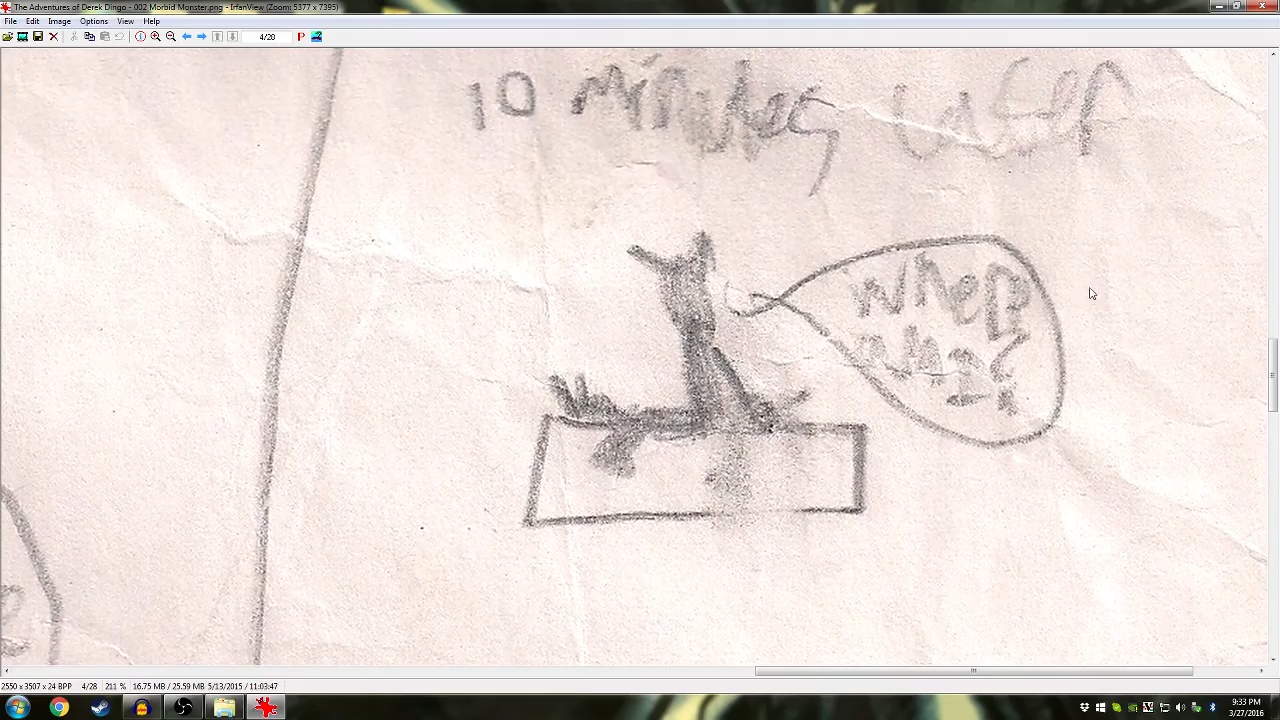 The Adventures of Derek Dingo - 002 Morbid Monster.png - IrfanView (Zoom: 5377 x 7395)
File Edit Image Options View Help
4/20
10 minutes later
where
am I?
2550 x 3507 x 24 BPP 4/28 211 % 16.75 MB / 25.59 MB 5/13/2015 / 11:03:47
9:33 PM
3/27/2016